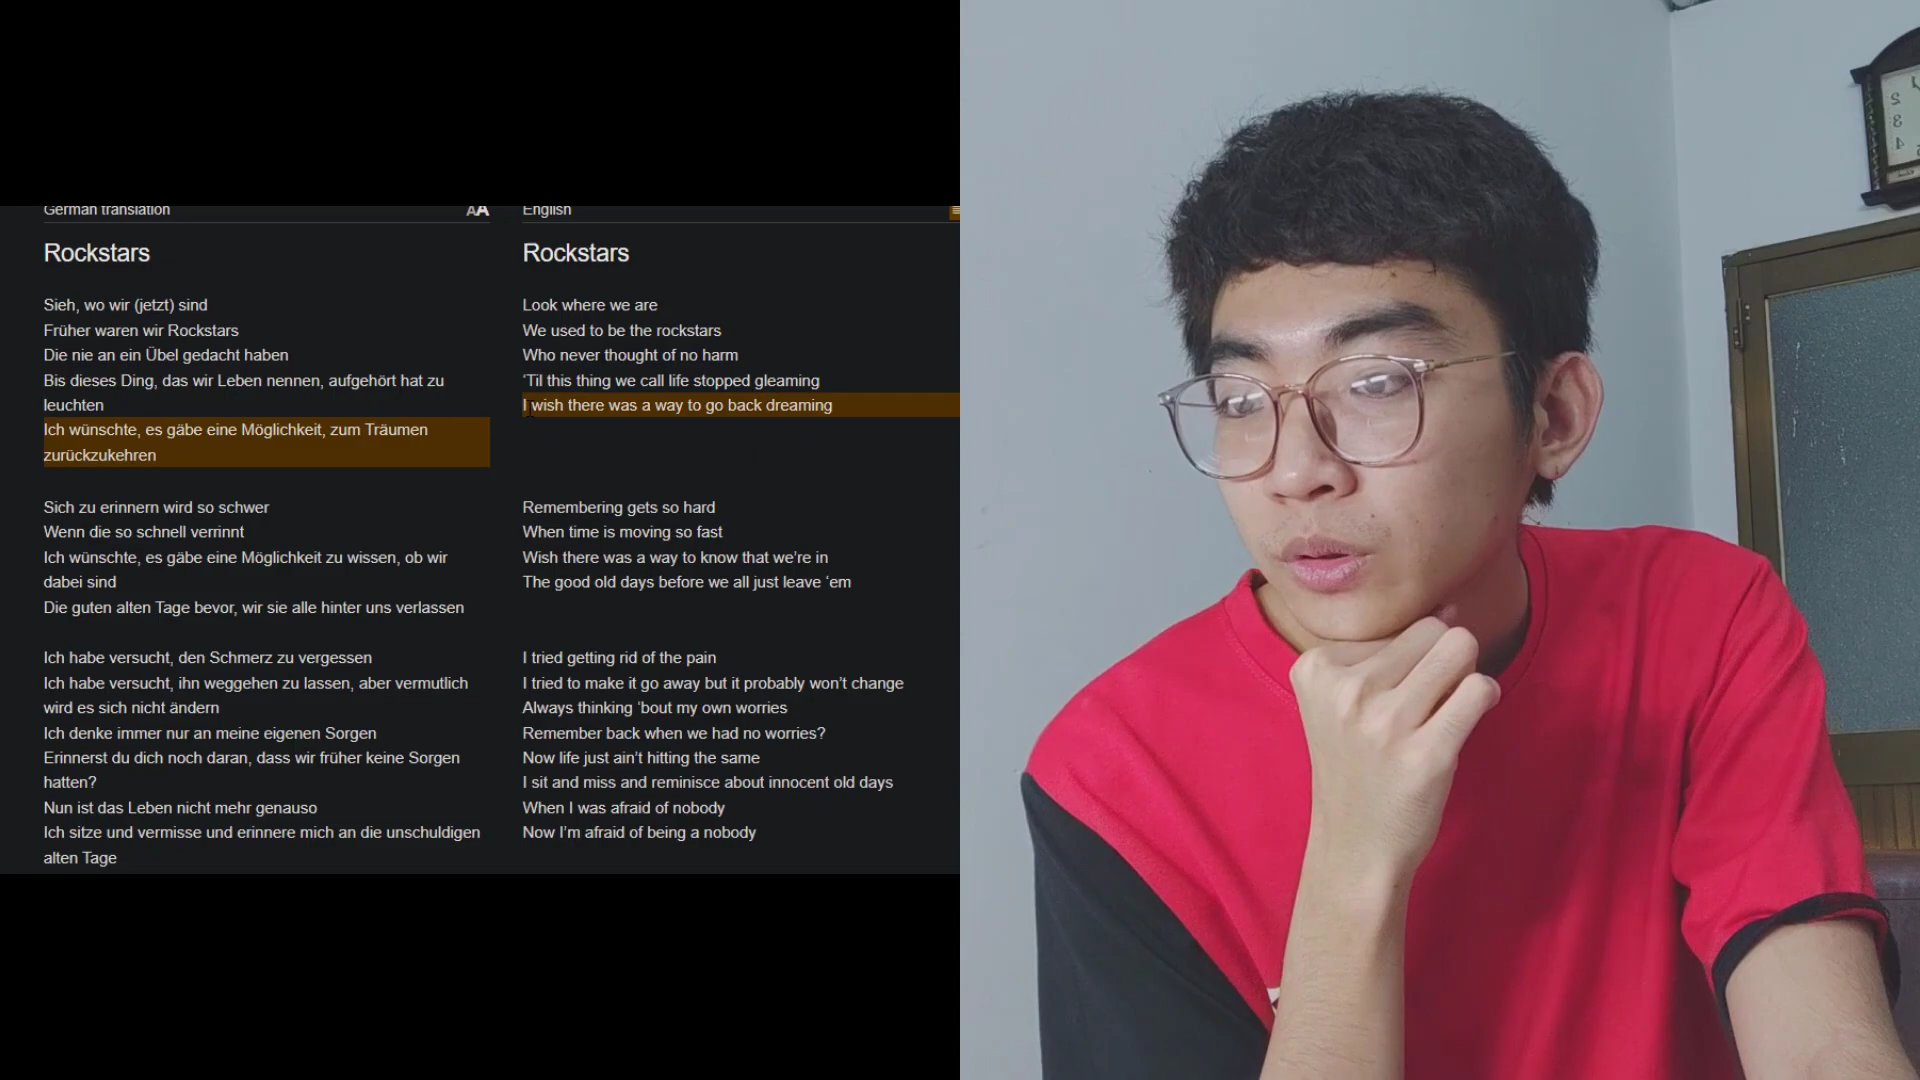 German translation
AA
Rockstars
Sieh, wo wir (jetzt) sind
Früher waren wir Rockstars
Die nie an ein Übel gedacht haben
Bis dieses Ding, das wir Leben nennen, aufgehört hat zu
leuchten
Ich wünschte, es gäbe eine Möglichkeit, zum Träumen
zurückzukehren
Sich zu erinnern wird so schwer
Wenn die so schnell verrinnt
Ich wünschte, es gäbe eine Möglichkeit zu wissen, ob wir
dabei sind
Die guten alten Tage bevor, wir sie alle hinter uns verlassen
Ich habe versucht, den Schmerz zu vergessen
Ich habe versucht, ihn weggehen zu lassen, aber vermutlich
wird es sich nicht ändern
Ich denke immer nur an meine eigenen Sorgen
Erinnerst du dich noch daran, dass wir früher keine Sorgen
hatten?
Nun ist das Leben nicht mehr genauso
Ich sitze und vermisse und erinnere mich an die unschuldigen
alten Tage
English
Rockstars
Look where we are
We used to be the rockstars
Who never thought of no harm
‘Til this thing we call life stopped gleaming
I wish there was a way to go back dreaming
Remembering gets so hard
When time is moving so fast
Wish there was a way to know that we’re in
The good old days before we all just leave ‘em
I tried getting rid of the pain
I tried to make it go away but it probably won’t change
Always thinking ’bout my own worries
Remember back when we had no worries?
Now life just ain’t hitting the same
I sit and miss and reminisce about innocent old days
When I was afraid of nobody
Now I’m afraid of being a nobody
2
3
4